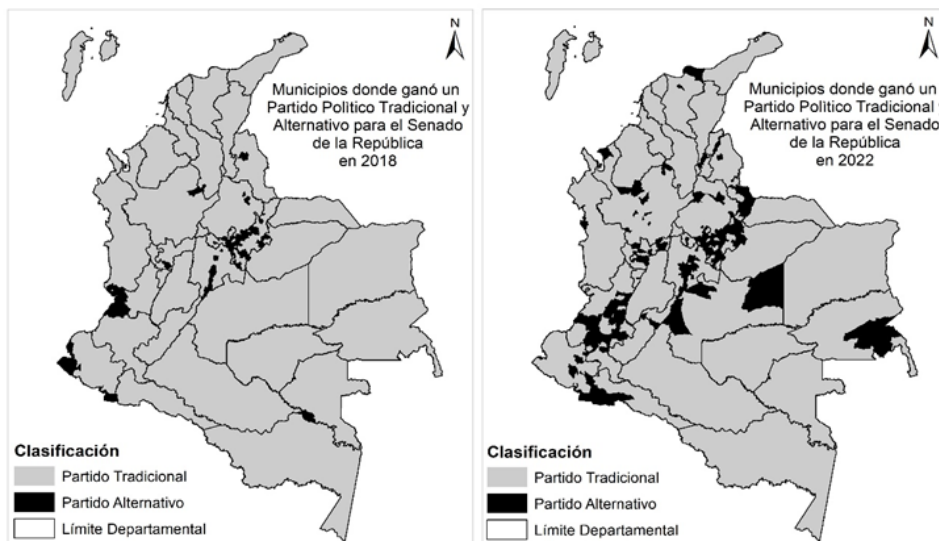 N
Municipios donde ganó un
Partido Polìtico Tradicional y
Alternativo para el Senado
de la República
en 2018
Clasificación
Partido Tradicional
Partido Alternativo
Límite Departamental
N
Municipios donde ganó un
Partido Polìtico Tradicional y
Alternativo para el Senado
de la República
en 2022
Clasificación
Partido Tradicional
Partido Alternativo
Límite Departamental